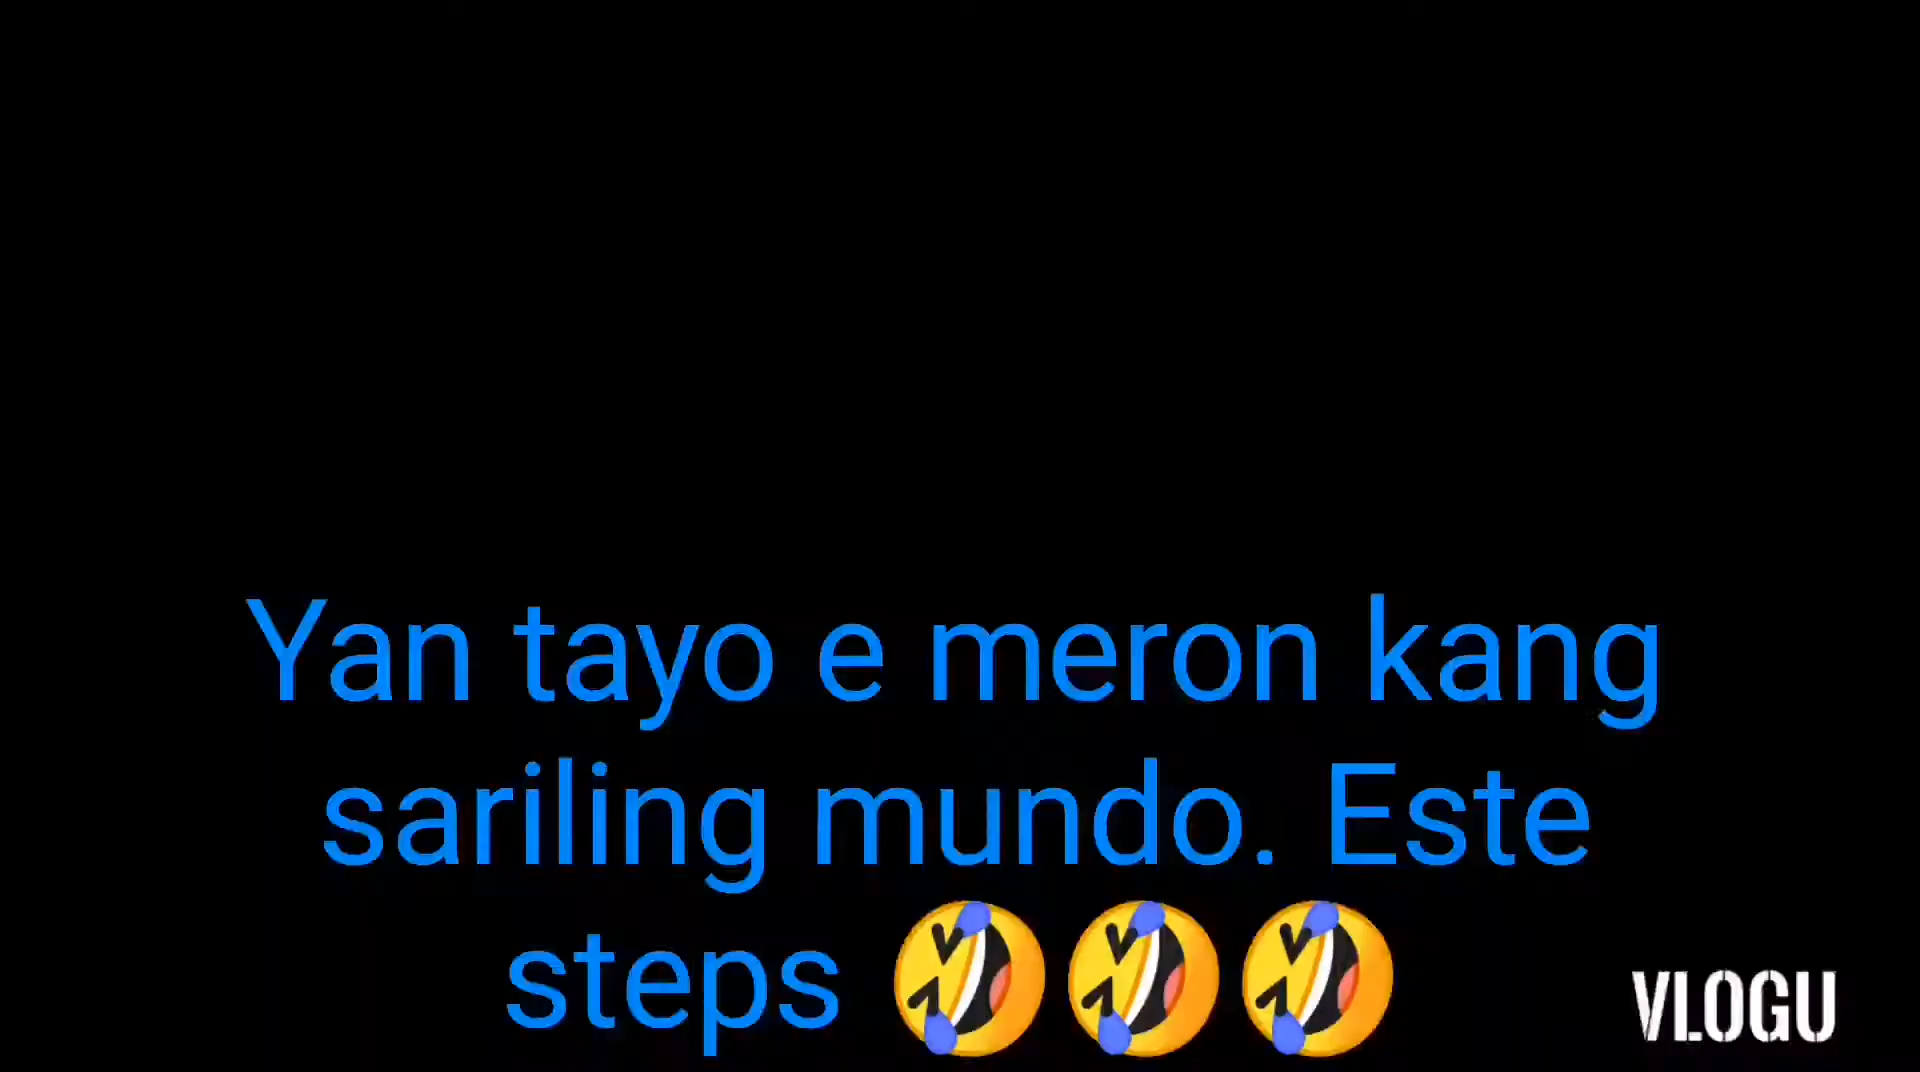 Yan tayo e meron kang
sariling mundo. Este
steps 🤣🤣🤣
VLOGU